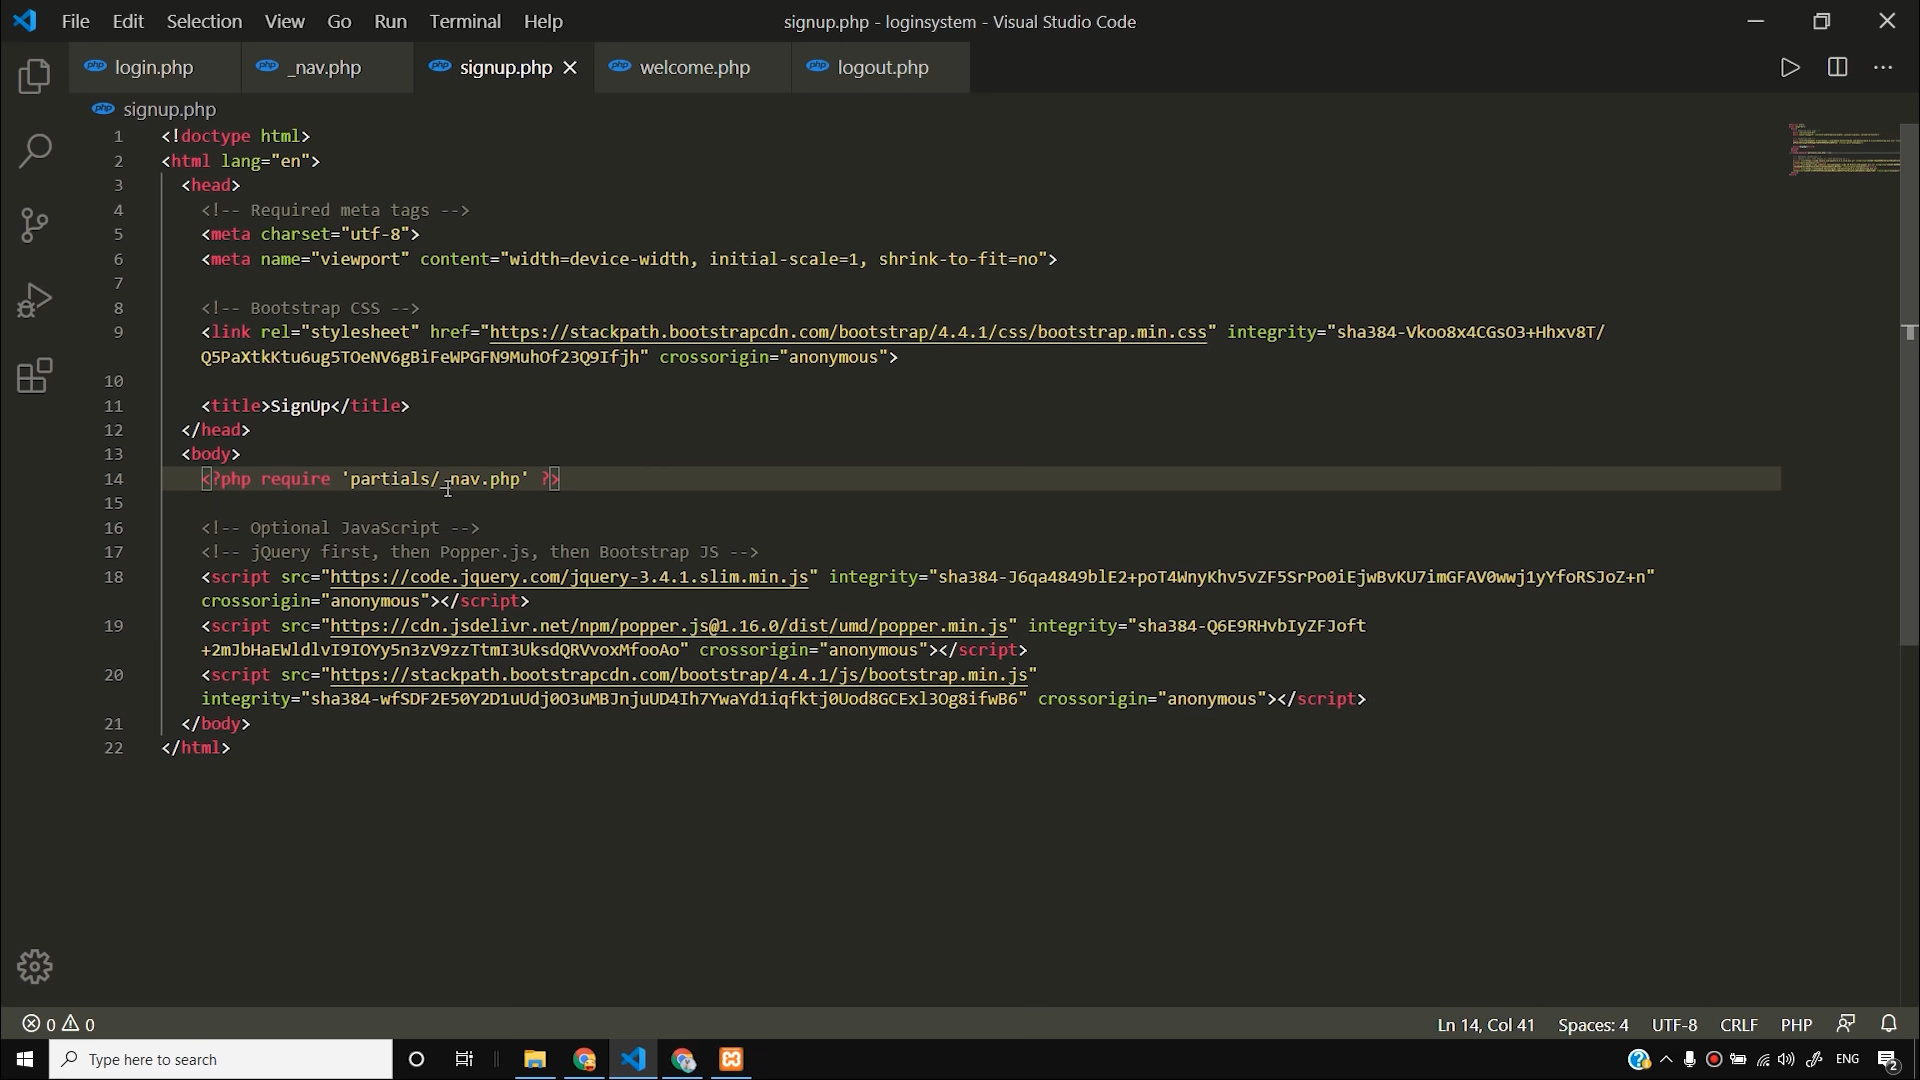 File Edit Selection View Go Run Terminal Help
signup.php - loginsystem - Visual Studio Code
php login.php php _nav.php php signup.php php welcome.php php logout.php
php signup.php
1 <!doctype html>
2 <html lang="en">
3 <head>
4 <!-- Required meta tags -->
5 <meta charset="utf-8">
6 <meta name="viewport" content="width=device-width, initial-scale=1, shrink-to-fit=no">
7
8 <!-- Bootstrap CSS -->
9 <link rel="stylesheet" href="https://stackpath.bootstrapcdn.com/bootstrap/4.4.1/css/bootstrap.min.css" integrity="sha384-Vkoo8x4CGsO3+Hhxv8T/
Q5PaXtkKtu6ug5TOeNV6gBiFeWPGFN9MuhOf23Q9Ifjh" crossorigin="anonymous">
10
11 <title>SignUp</title>
12 </head>
13 <body>
14 <?php require 'partials/_nav.php' ?>
15
16 <!-- Optional JavaScript -->
17 <!-- jQuery first, then Popper.js, then Bootstrap JS -->
18 <script src="https://code.jquery.com/jquery-3.4.1.slim.min.js" integrity="sha384-J6qa4849blE2+poT4WnyKhv5vZF5SrPo0iEjwBvKU7imGFAV0wwj1yYfoRSJoZ+n"
crossorigin="anonymous"></script>
19 <script src="https://cdn.jsdelivr.net/npm/popper.js@1.16.0/dist/umd/popper.min.js" integrity="sha384-Q6E9RHvbIyZFJoft
+2mJbHaEWldlvI9IOYy5n3zV9zzTtmI3UksdQRVvoxMfooAo" crossorigin="anonymous"></script>
20 <script src="https://stackpath.bootstrapcdn.com/bootstrap/4.4.1/js/bootstrap.min.js"
integrity="sha384-wfSDF2E50Y2D1uUdj0O3uMBJnjuUD4Ih7YwaYd1iqfktj0Uod8GCExl3Og8ifwB6" crossorigin="anonymous"></script>
21 </body>
22 </html>
0 0 Ln 14, Col 41 Spaces: 4 UTF-8 CRLF PHP
Type here to search ENG 2